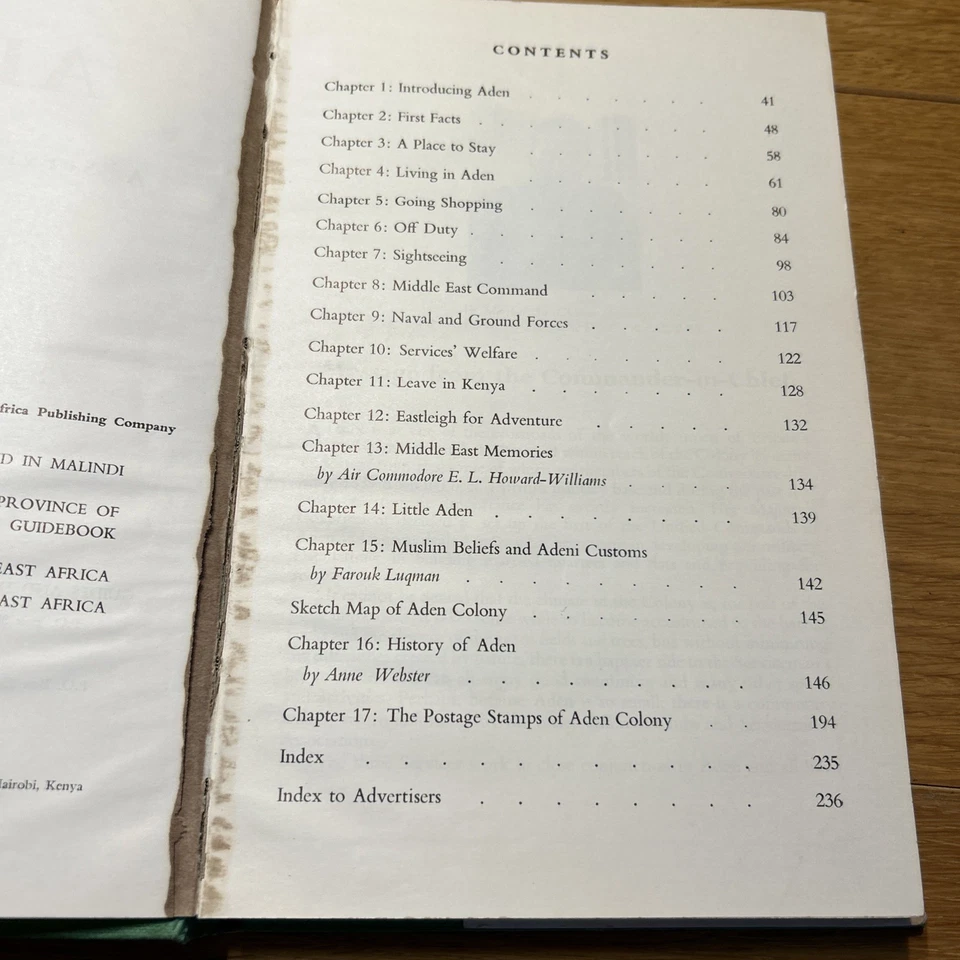 frica Publishing Company
D IN MALINDI
PROVINCE OF
GUIDEBOOK
EAST AFRICA
AST AFRICA
airobi, Kenya
CONTENTS
Chapter 1: Introducing Aden . . . . . . 41
Chapter 2: First Facts . . . . . . . . 48
Chapter 3: A Place to Stay . . . . . . . 58
Chapter 4: Living in Aden . . . . . . . 61
Chapter 5: Going Shopping . . . . . . . 80
Chapter 6: Off Duty . . . . . . . . 84
Chapter 7: Sightseeing . . . . . . . . 98
Chapter 8: Middle East Command . . . . . 103
Chapter 9: Naval and Ground Forces . . . . . 117
Chapter 10: Services' Welfare . . . . . . . 122
Chapter 11: Leave in Kenya . . . . . . . 128
Chapter 12: Eastleigh for Adventure . . . . . 132
Chapter 13: Middle East Memories
by Air Commodore E. L. Howard-Williams . . . . 134
Chapter 14: Little Aden . . . . . . . . 139
Chapter 15: Muslim Beliefs and Adeni Customs
by Farouk Luqman . . . . . . . . . 142
Sketch Map of Aden Colony . . . . . . . 145
Chapter 16: History of Aden
by Anne Webster . . . . . . . . . 146
Chapter 17: The Postage Stamps of Aden Colony . . 194
Index . . . . . . . . . . . . 235
Index to Advertisers . . . . . . . . 236